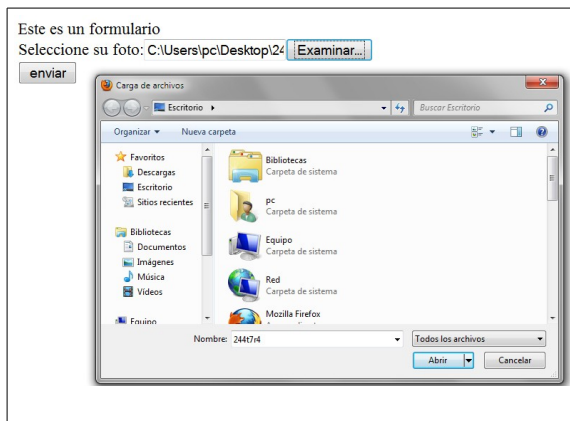 Este es un formulario
Seleccione su foto: C:\Users\pc\Desktop\24 Examinar...
enviar
Carga de archivos
Escritorio
Buscar Escritorio
Organizar Nueva carpeta
Favoritos
Descargas
Escritorio
Sitios recientes
Bibliotecas
Documentos
Imágenes
Música
Vídeos
Equipo
Bibliotecas
Carpeta de sistema
pc
Carpeta de sistema
Equipo
Carpeta de sistema
Red
Carpeta de sistema
Mozilla Firefox
Nombre: 244t7r4 Todos los archivos
Abrir Cancelar